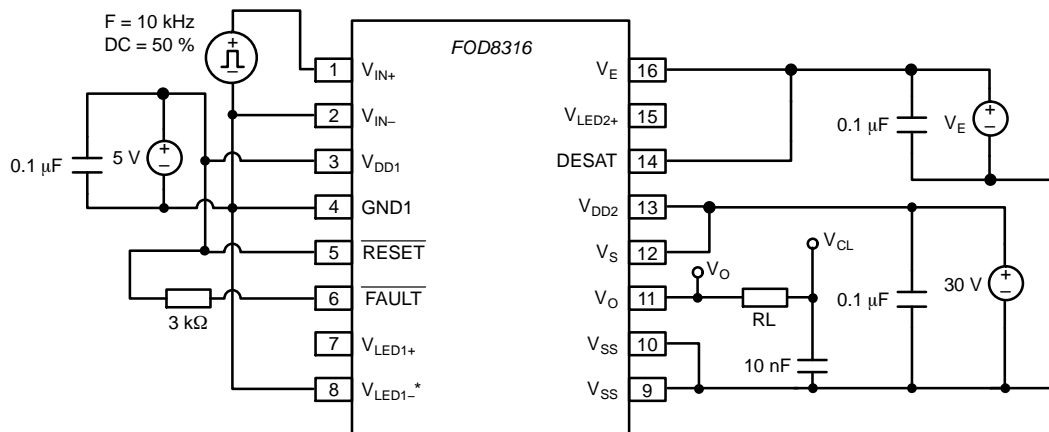 F = 10 kHz
DC = 50 %
FOD8316
1 V_IN+
2 V_IN–
3 V_DD1
4 GND1
5 RESET
6 FAULT
7 V_LED1+
8 V_LED1–*
V_E 16
V_LED2+ 15
DESAT 14
V_DD2 13
V_S 12
V_O 11
V_SS 10
V_SS 9
0.1 μF
5 V
+
–
+
–
3 kΩ
0.1 μF
V_E
+
–
V_CL
V_O
RL
10 nF
0.1 μF
30 V
+
–